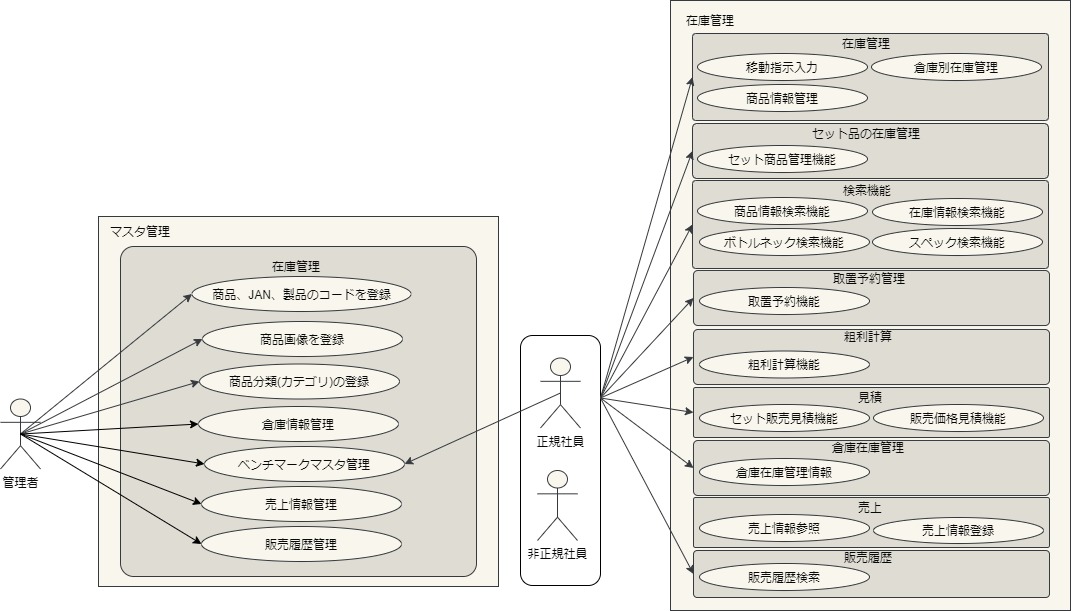 管理者
マスタ管理
在庫管理
商品、JAN、製品のコードを登録
商品画像を登録
商品分類(カテゴリ)の登録
倉庫情報管理
ベンチマークマスタ管理
売上情報管理
販売履歴管理
正規社員
非正規社員
在庫管理
在庫管理
移動指示入力
倉庫別在庫管理
商品情報管理
セット品の在庫管理
セット商品管理機能
検索機能
商品情報検索機能
在庫情報検索機能
ボトルネック検索機能
スペック検索機能
取置予約管理
取置予約機能
粗利計算
粗利計算機能
見積
セット販売見積機能
販売価格見積機能
倉庫在庫管理
倉庫在庫管理情報
売上
売上情報参照
売上情報登録
販売履歴
販売履歴検索